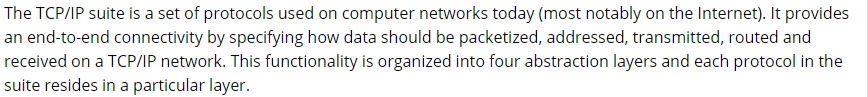 The TCP/IP suite is a set of protocols used on computer networks today (most notably on the Internet). It provides
an end-to-end connectivity by specifying how data should be packetized, addressed, transmitted, routed and
received on a TCP/IP network. This functionality is organized into four abstraction layers and each protocol in the
suite resides in a particular layer.